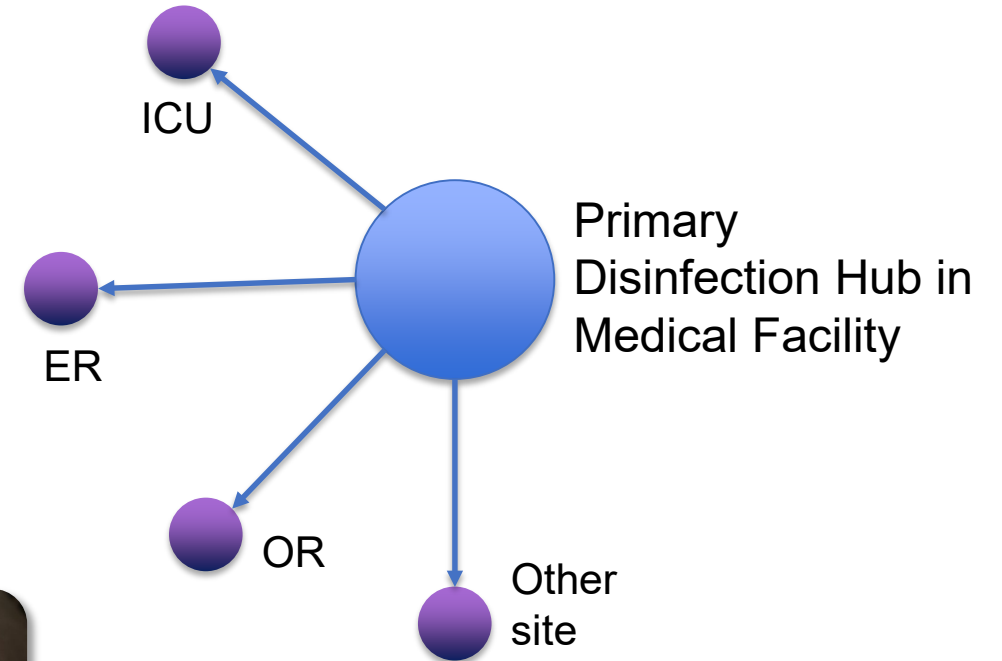 ICU
Primary
Disinfection Hub in
Medical Facility
ER
OR
Other
site